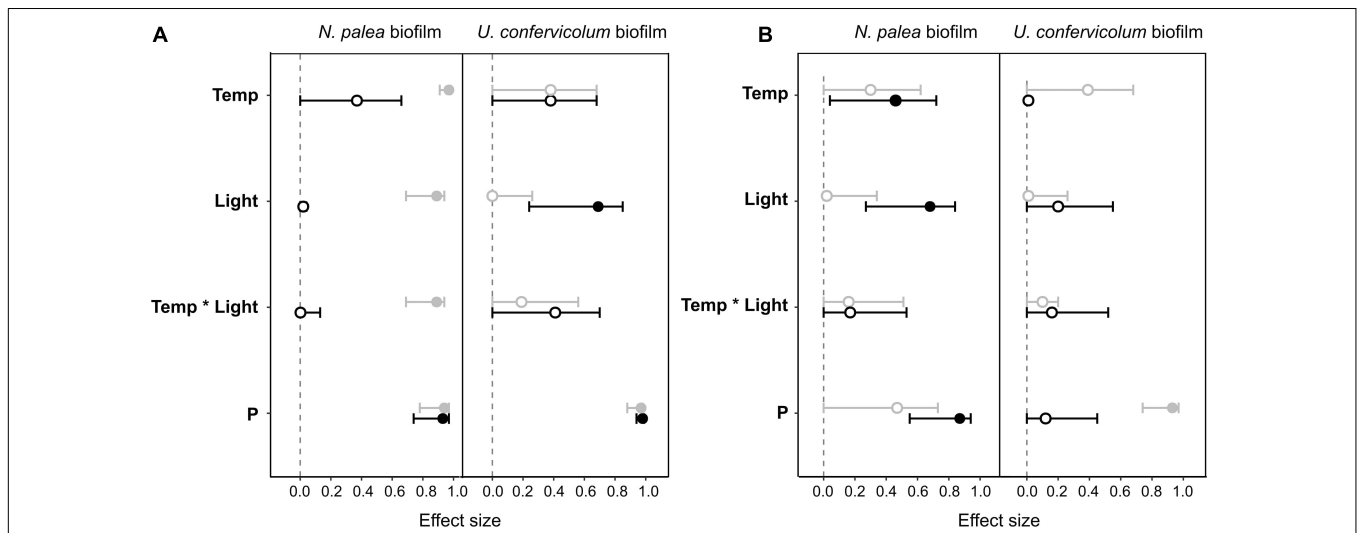 A
N. palea biofilm
U. confervicolum biofilm
Temp
Light
Temp * Light
P
0.0 0.2 0.4 0.6 0.8 1.0
0.0 0.2 0.4 0.6 0.8 1.0
Effect size
B
N. palea biofilm
U. confervicolum biofilm
Temp
Light
Temp * Light
P
0.0 0.2 0.4 0.6 0.8 1.0
0.0 0.2 0.4 0.6 0.8 1.0
Effect size